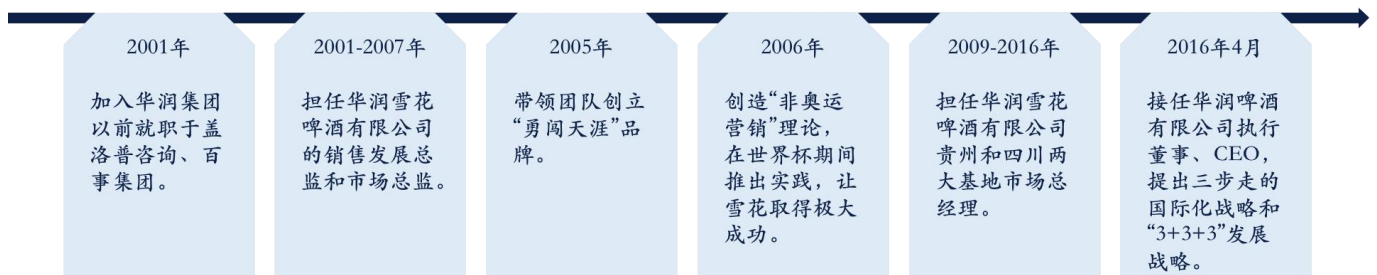 2001年
加入华润集团
以前就职于盖
洛普咨询、百
事集团。
2001-2007年
担任华润雪花
啤酒有限公司
的销售发展总
监和市场总监。
2005年
带领团队创立
“勇闯天涯”品
牌。
2006年
创造“非奥运
营销”理论，
在世界杯期间
推出实践，让
雪花取得极大
成功。
2009-2016年
担任华润雪花
啤酒有限公司
贵州和四川两
大基地市场总
经理。
2016年4月
接任华润啤酒
有限公司执行
董事、CEO，
提出三步走的
国际化战略和
“3+3+3”发展
战略。